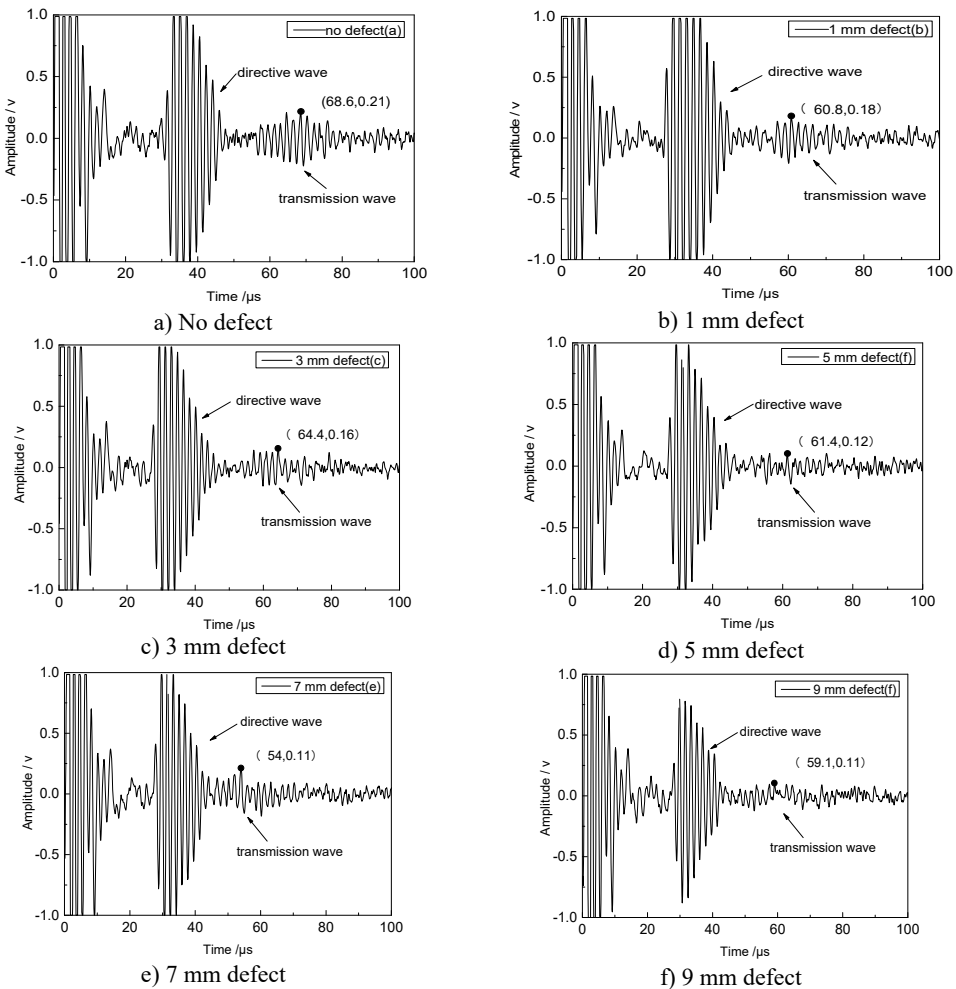 no defect(a)
1.0
0.5
0.0
-0.5
-1.0
Amplitude / v
directive wave
(68.6,0.21)
transmission wave
0 20 40 60 80 100
Time /μs
a) No defect
1 mm defect(b)
1.0
0.5
0.0
-0.5
-1.0
Amplitude / v
directive wave
( 60.8,0.18)
transmission wave
0 20 40 60 80 100
Time /μs
b) 1 mm defect
3 mm defect(c)
1.0
0.5
0.0
-0.5
-1.0
Amplitude / v
directive wave
( 64.4,0.16)
transmission wave
0 20 40 60 80 100
Time /μs
c) 3 mm defect
5 mm defect(f)
1.0
0.5
0.0
-0.5
-1.0
Amplitude / v
directive wave
( 61.4,0.12)
transmission wave
0 20 40 60 80 100
Time /μs
d) 5 mm defect
7 mm defect(e)
1.0
0.5
0.0
-0.5
-1.0
Amplitude / v
directive wave
( 54,0.11)
transmission wave
0 20 40 60 80 100
Time /μs
e) 7 mm defect
9 mm defect(f)
1.0
0.5
0.0
-0.5
-1.0
Amplitude / v
directive wave
( 59.1,0.11)
transmission wave
0 20 40 60 80 100
Time /μs
f) 9 mm defect